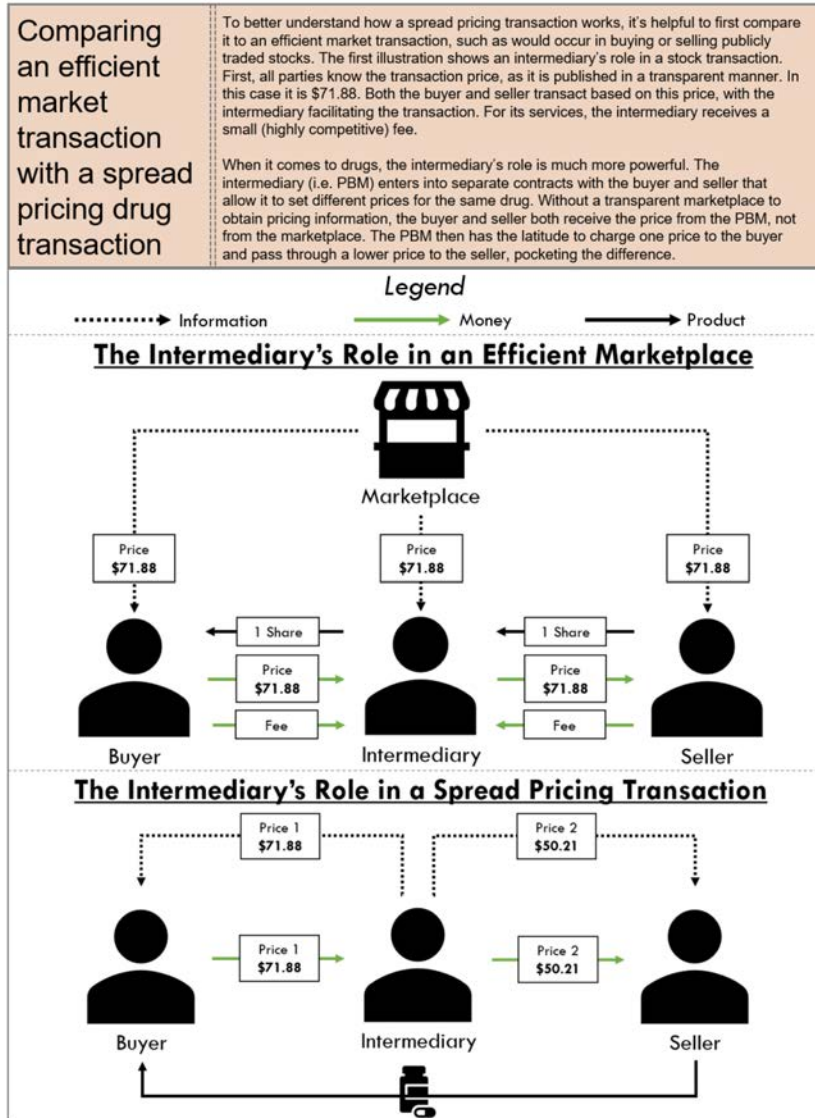 Comparing
an efficient
market
transaction
with a spread
pricing drug
transaction
To better understand how a spread pricing transaction works, it's helpful to first compare
it to an efficient market transaction, such as would occur in buying or selling publicly
traded stocks. The first illustration shows an intermediary's role in a stock transaction.
First, all parties know the transaction price, as it is published in a transparent manner. In
this case it is $71.88. Both the buyer and seller transact based on this price, with the
intermediary facilitating the transaction. For its services, the intermediary receives a
small (highly competitive) fee.
When it comes to drugs, the intermediary's role is much more powerful. The
intermediary (i.e. PBM) enters into separate contracts with the buyer and seller that
allow it to set different prices for the same drug. Without a transparent marketplace to
obtain pricing information, the buyer and seller both receive the price from the PBM, not
from the marketplace. The PBM then has the latitude to charge one price to the buyer
and pass through a lower price to the seller, pocketing the difference.
Legend
Information
Money
Product
The Intermediary's Role in an Efficient Marketplace
Marketplace
Price
$71.88
Price
$71.88
Price
$71.88
1 Share
1 Share
Price
$71.88
Price
$71.88
Fee
Fee
Buyer
Intermediary
Seller
The Intermediary's Role in a Spread Pricing Transaction
Price 1
$71.88
Price 2
$50.21
Price 1
$71.88
Price 2
$50.21
Buyer
Intermediary
Seller